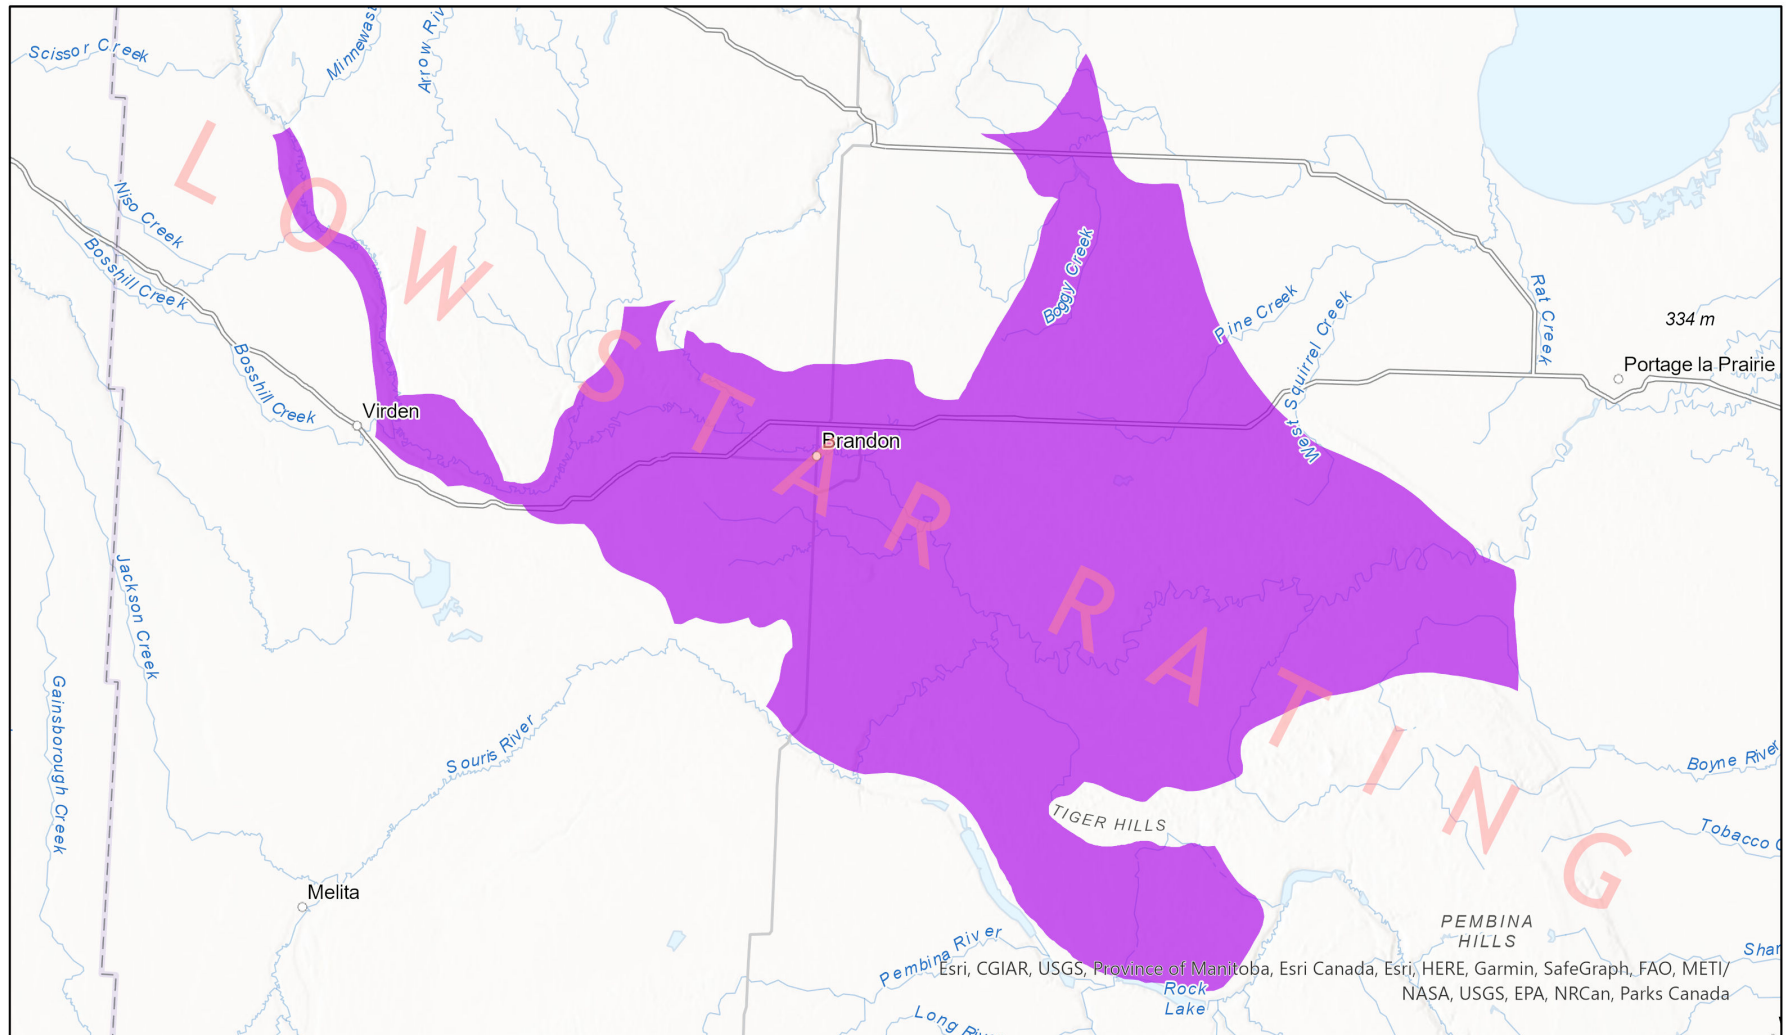 Scissor Creek
Minnewast
Arrow Riv
LOW STAR RATING
Niso Creek
Bosshill Creek
Boggy Creek
Pine Creek
West Squirrel Creek
Rat Creek
334 m
Portage la Prairie
Bosshill Creek
Virden
Brandon
Jackson Creek
Gainsborough Creek
Souris River
Boyne River
TIGER HILLS
Tobacco C
Melita
PEMBINA
HILLS
Pembina River
Shar
Esri, CGIAR, USGS, Province of Manitoba, Esri Canada, Esri, HERE, Garmin, SafeGraph, FAO, METI/
NASA, USGS, EPA, NRCan, Parks Canada
Rock
Lake
Long Riv